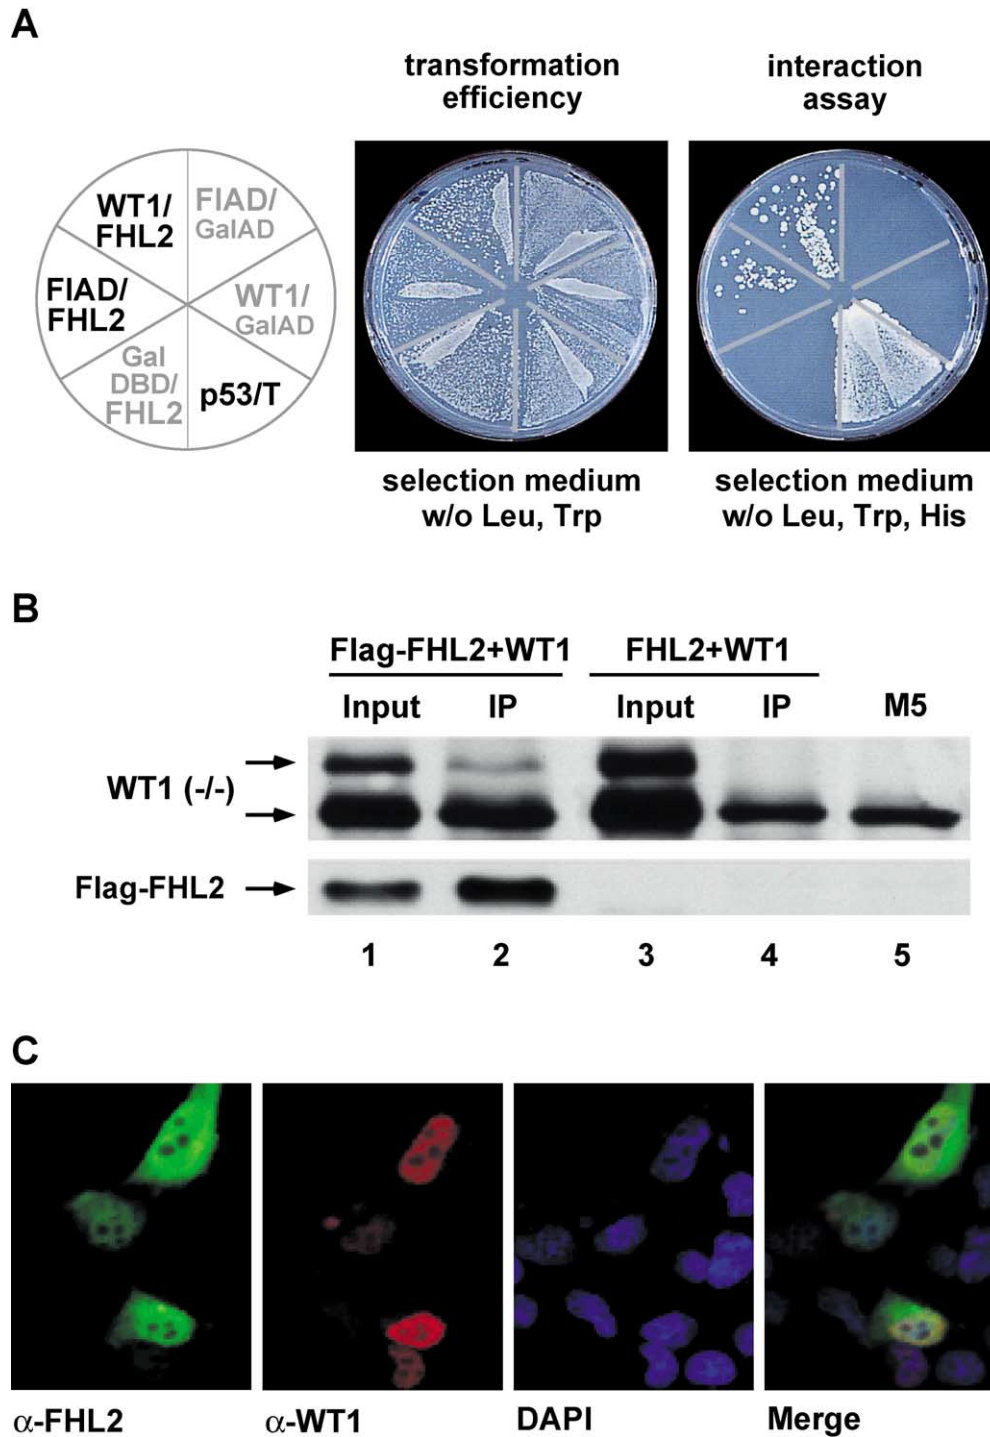 A
transformation
efficiency
interaction
assay
WT1/
FHL2
FIAD/
GalAD
FIAD/
FHL2
WT1/
GalAD
Gal
DBD/
FHL2
p53/T
selection medium
w/o Leu, Trp
selection medium
w/o Leu, Trp, His
B
Flag-FHL2+WT1
FHL2+WT1
Input
IP
Input
IP
M5
WT1 (-/-)
Flag-FHL2
1
2
3
4
5
C
α-FHL2
α-WT1
DAPI
Merge